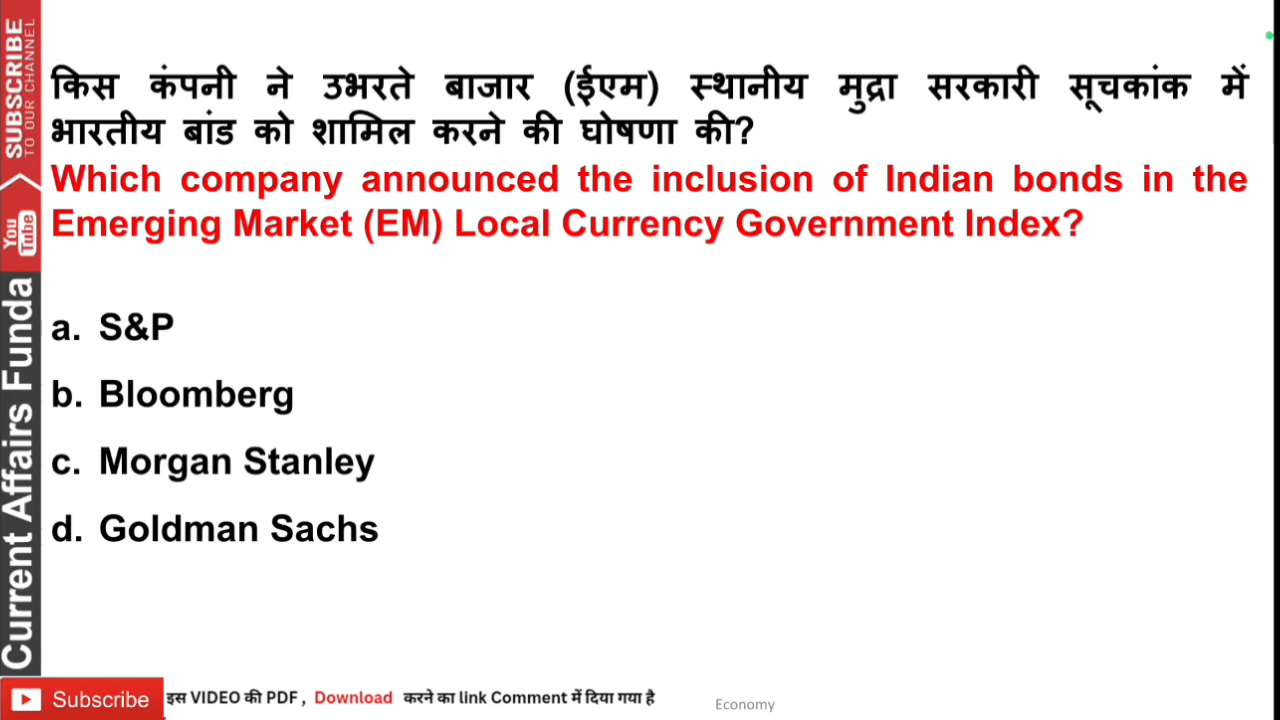 किस कंपनी ने उभरते बाजार (ईएम) स्थानीय मुद्रा सरकारी सूचकांक में
भारतीय बांड को शामिल करने की घोषणा की?
Which company announced the inclusion of Indian bonds in the
Emerging Market (EM) Local Currency Government Index?
a. S&P
b. Bloomberg
c. Morgan Stanley
d. Goldman Sachs
SUBSCRIBE
TO OUR CHANNEL
You Tube
Current Affairs Funda
Subscribe
इस VIDEO की PDF , Download करने का link Comment में दिया गया है
Economy